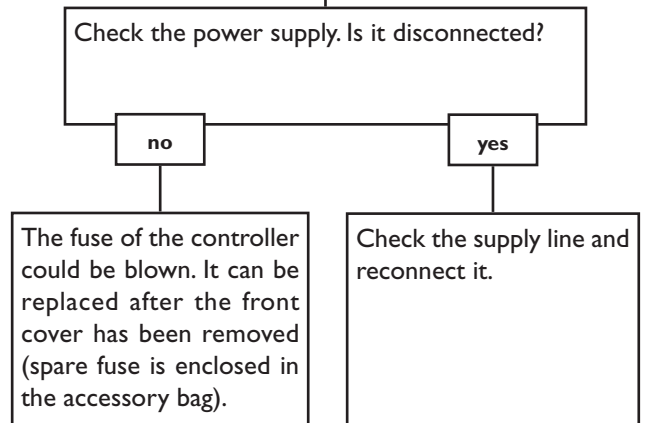 Check the power supply. Is it disconnected?
no
yes
The fuse of the controller
could be blown. It can be
replaced after the front
cover has been removed
(spare fuse is enclosed in
the accessory bag).
Check the supply line and
reconnect it.